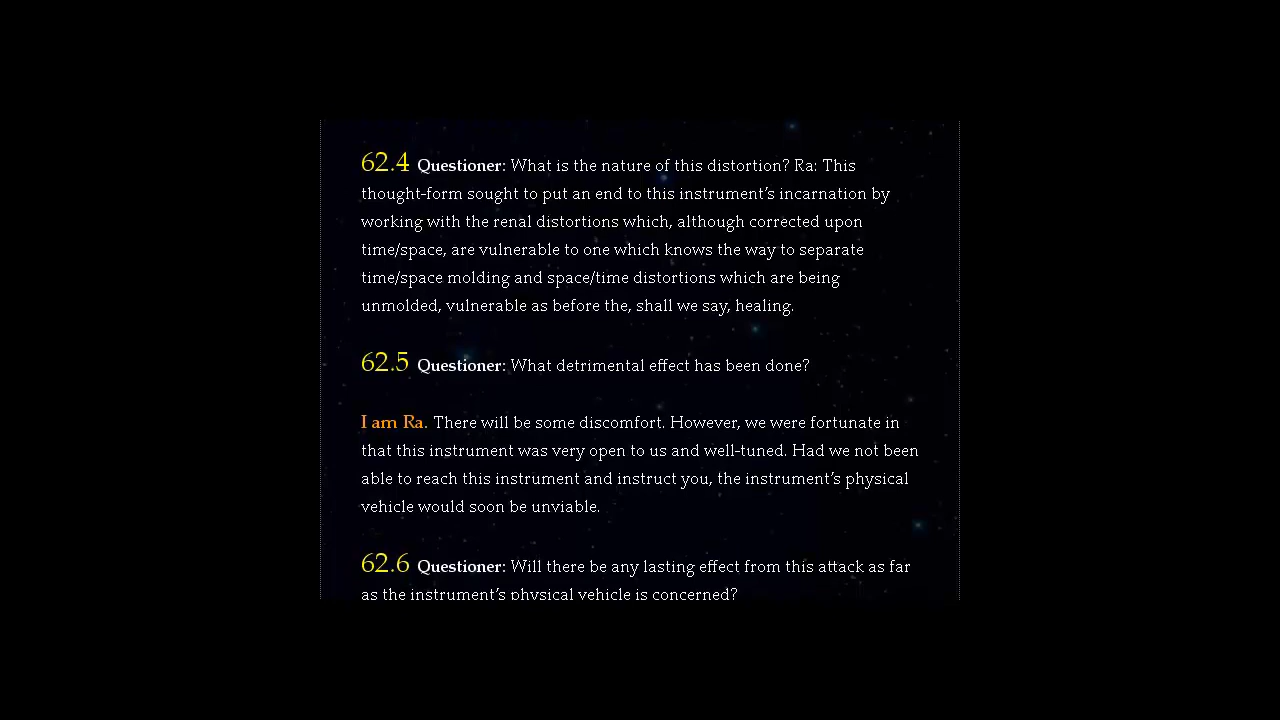 62.4 Questioner: What is the nature of this distortion? Ra: This
thought-form sought to put an end to this instrument's incarnation by
working with the renal distortions which, although corrected upon
time/space, are vulnerable to one which knows the way to separate
time/space molding and space/time distortions which are being
unmolded, vulnerable as before the, shall we say, healing.
62.5 Questioner: What detrimental effect has been done?
I am Ra. There will be some discomfort. However, we were fortunate in
that this instrument was very open to us and well-tuned. Had we not been
able to reach this instrument and instruct you, the instrument's physical
vehicle would soon be unviable.
62.6 Questioner: Will there be any lasting effect from this attack as far
as the instrument's physical vehicle is concerned?